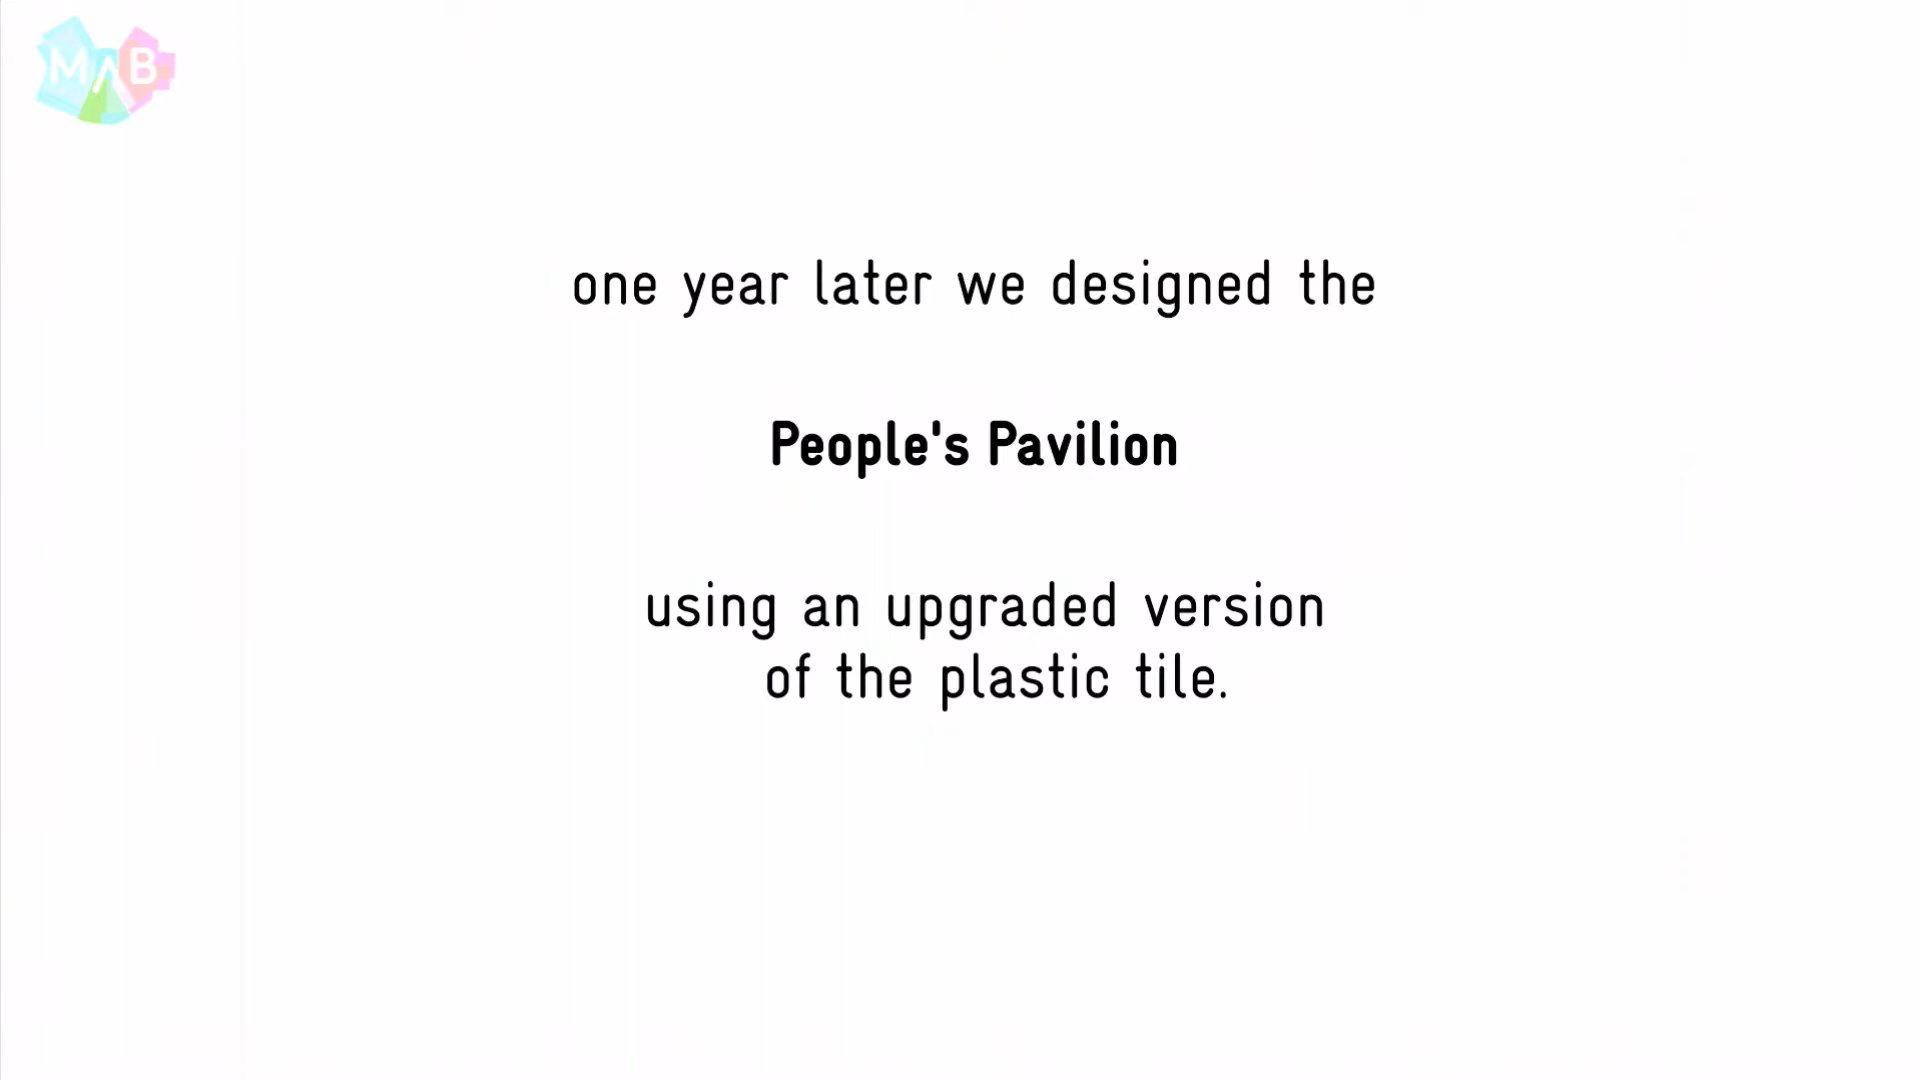 MAB
one year later we designed the
People's Pavilion
using an upgraded version
of the plastic tile.